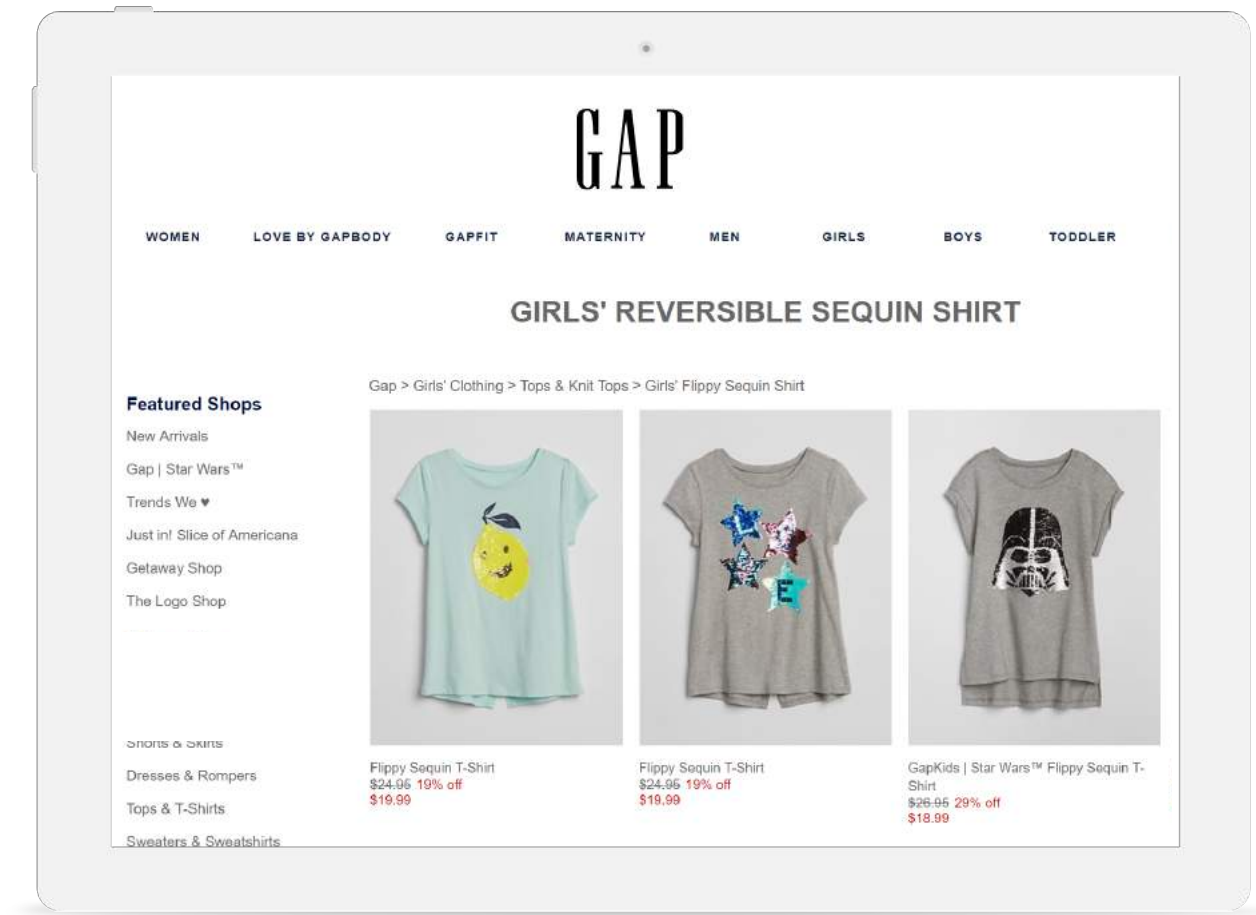 GAP
WOMEN LOVE BY GAPBODY GAPFIT MATERNITY MEN GIRLS BOYS TODDLER
GIRLS' REVERSIBLE SEQUIN SHIRT
Gap > Girls' Clothing > Tops & Knit Tops > Girls' Flippy Sequin Shirt
Featured Shops
New Arrivals
Gap | Star Wars™
Trends We ♥
Just in! Slice of Americana
Getaway Shop
The Logo Shop
Shorts & Skirts
Dresses & Rompers
Tops & T-Shirts
Sweaters & Sweatshirts
L
E
Flippy Sequin T-Shirt
$24.95 19% off
$19.99
Flippy Sequin T-Shirt
$24.95 19% off
$19.99
GapKids | Star Wars™ Flippy Sequin T-
Shirt
$26.95 29% off
$18.99